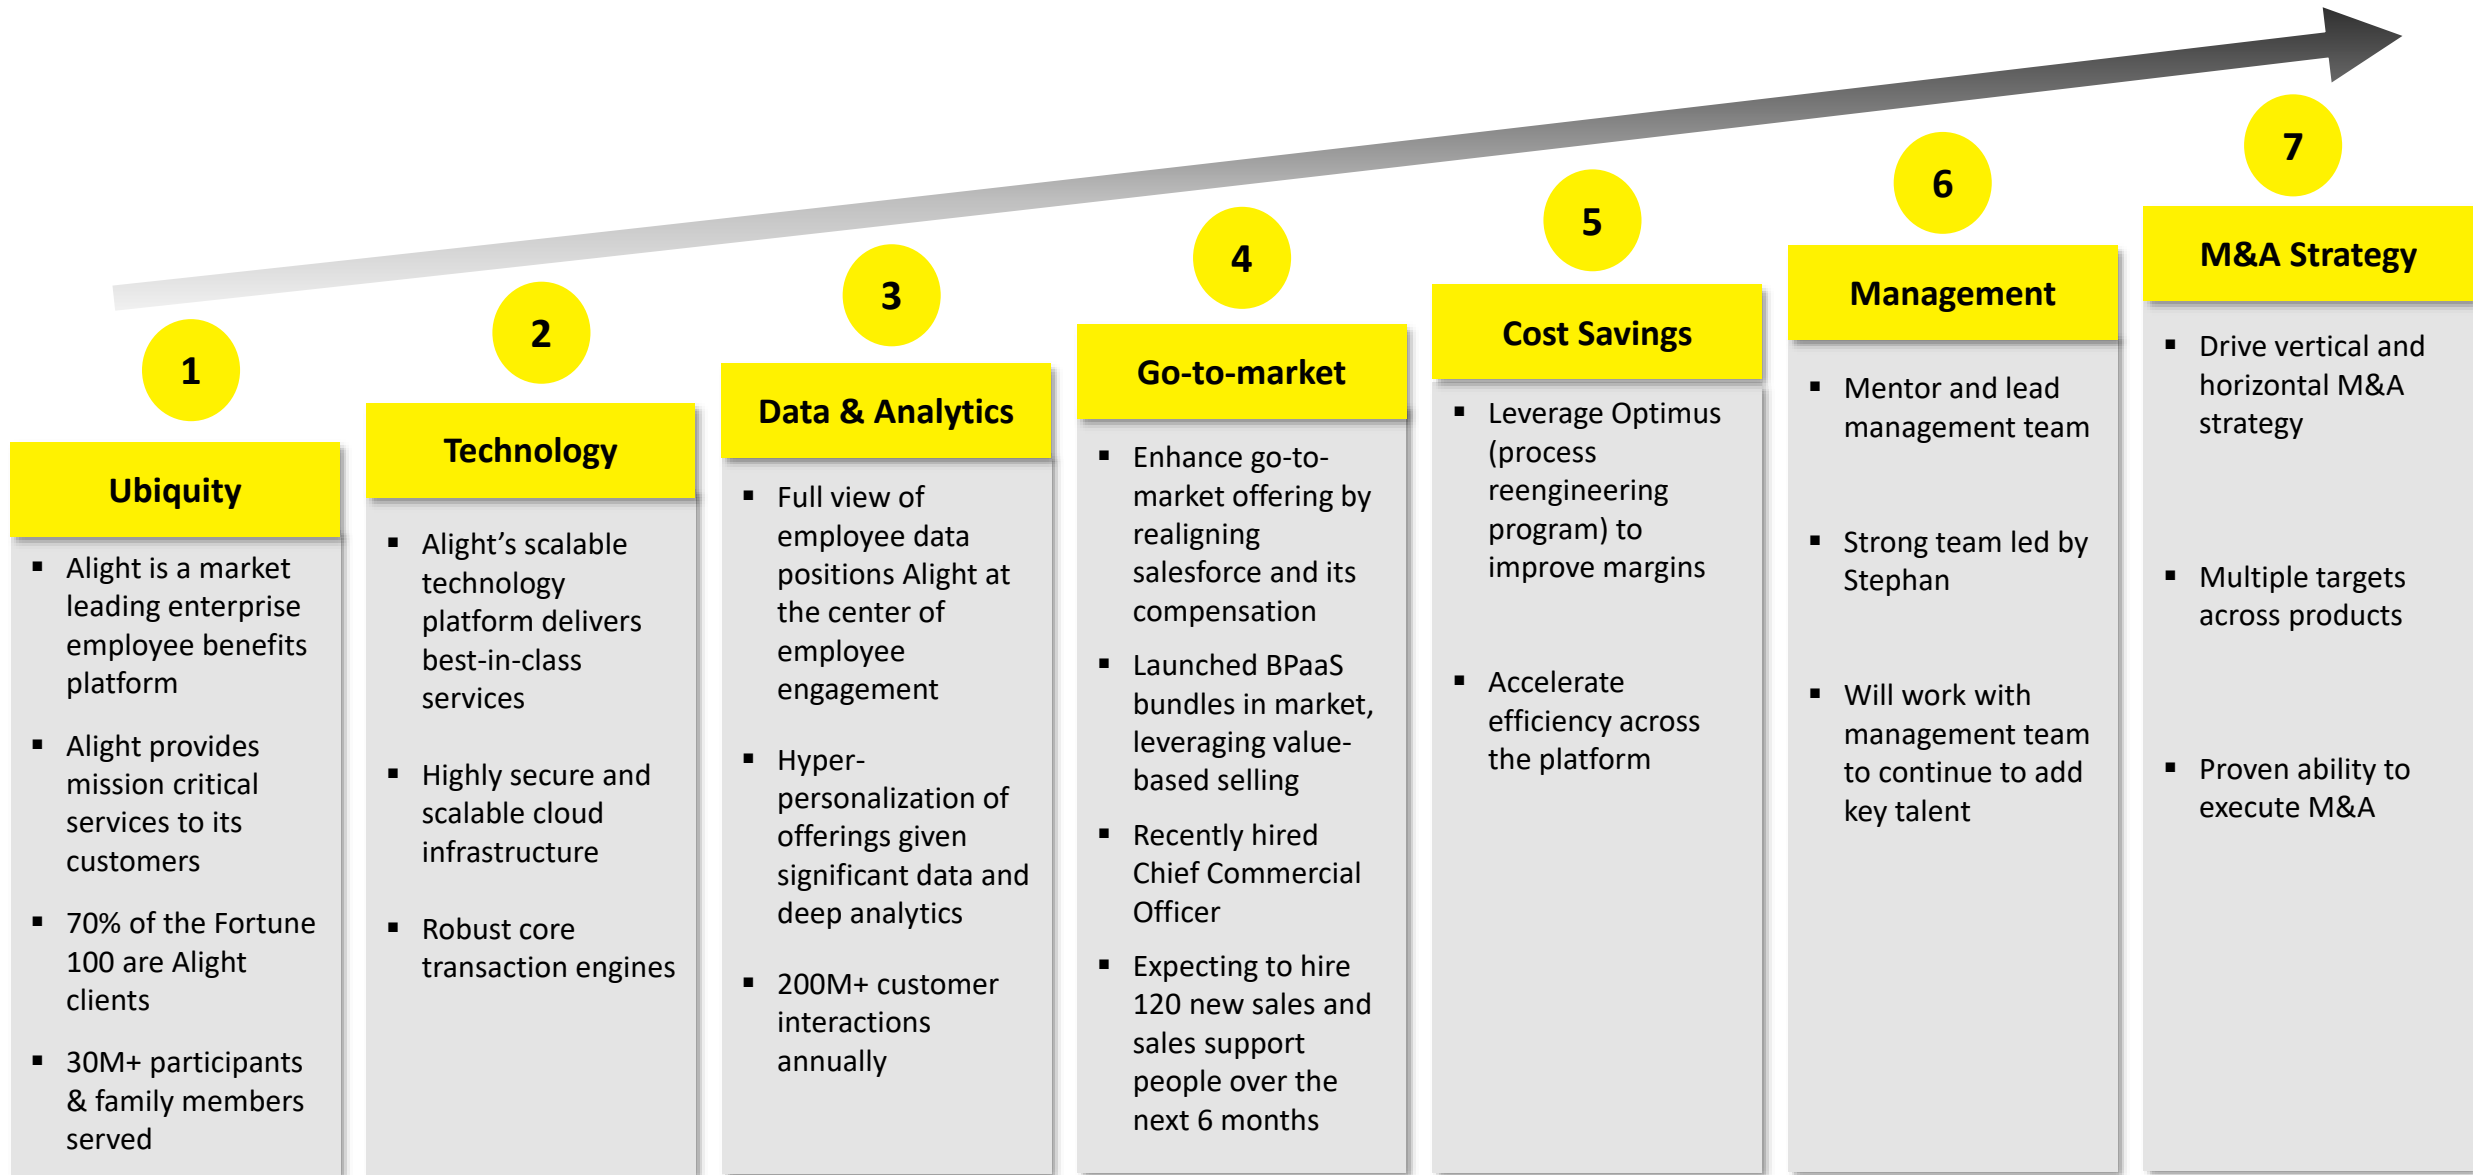 1
Ubiquity
Alight is a market
leading enterprise
employee benefits
platform
Alight provides
mission critical
services to its
customers
70% of the Fortune
100 are Alight
clients
30M+ participants
& family members
served
2
Technology
Alight’s scalable
technology
platform delivers
best-in-class
services
Highly secure and
scalable cloud
infrastructure
Robust core
transaction engines
3
Data & Analytics
Full view of
employee data
positions Alight at
the center of
employee
engagement
Hyper-
personalization of
offerings given
significant data and
deep analytics
200M+ customer
interactions
annually
4
Go-to-market
Enhance go-to-
market offering by
realigning
salesforce and its
compensation
Launched BPaaS
bundles in market,
leveraging value-
based selling
Recently hired
Chief Commercial
Officer
Expecting to hire
120 new sales and
sales support
people over the
next 6 months
5
Cost Savings
Leverage Optimus
(process
reengineering
program) to
improve margins
Accelerate
efficiency across
the platform
6
Management
Mentor and lead
management team
Strong team led by
Stephan
Will work with
management team
to continue to add
key talent
7
M&A Strategy
Drive vertical and
horizontal M&A
strategy
Multiple targets
across products
Proven ability to
execute M&A